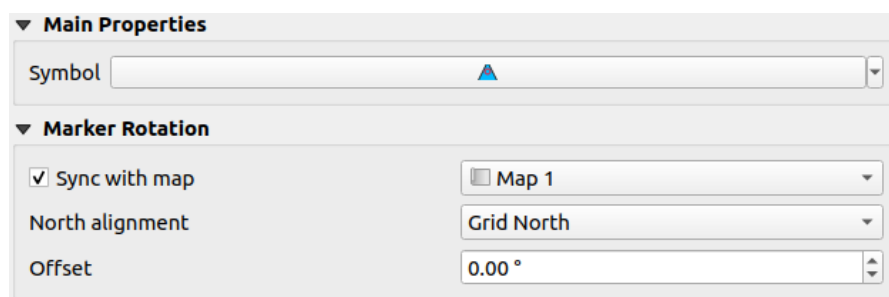 Main Properties
Symbol
Marker Rotation
Sync with map Map 1
North alignment Grid North
Offset 0.00 °